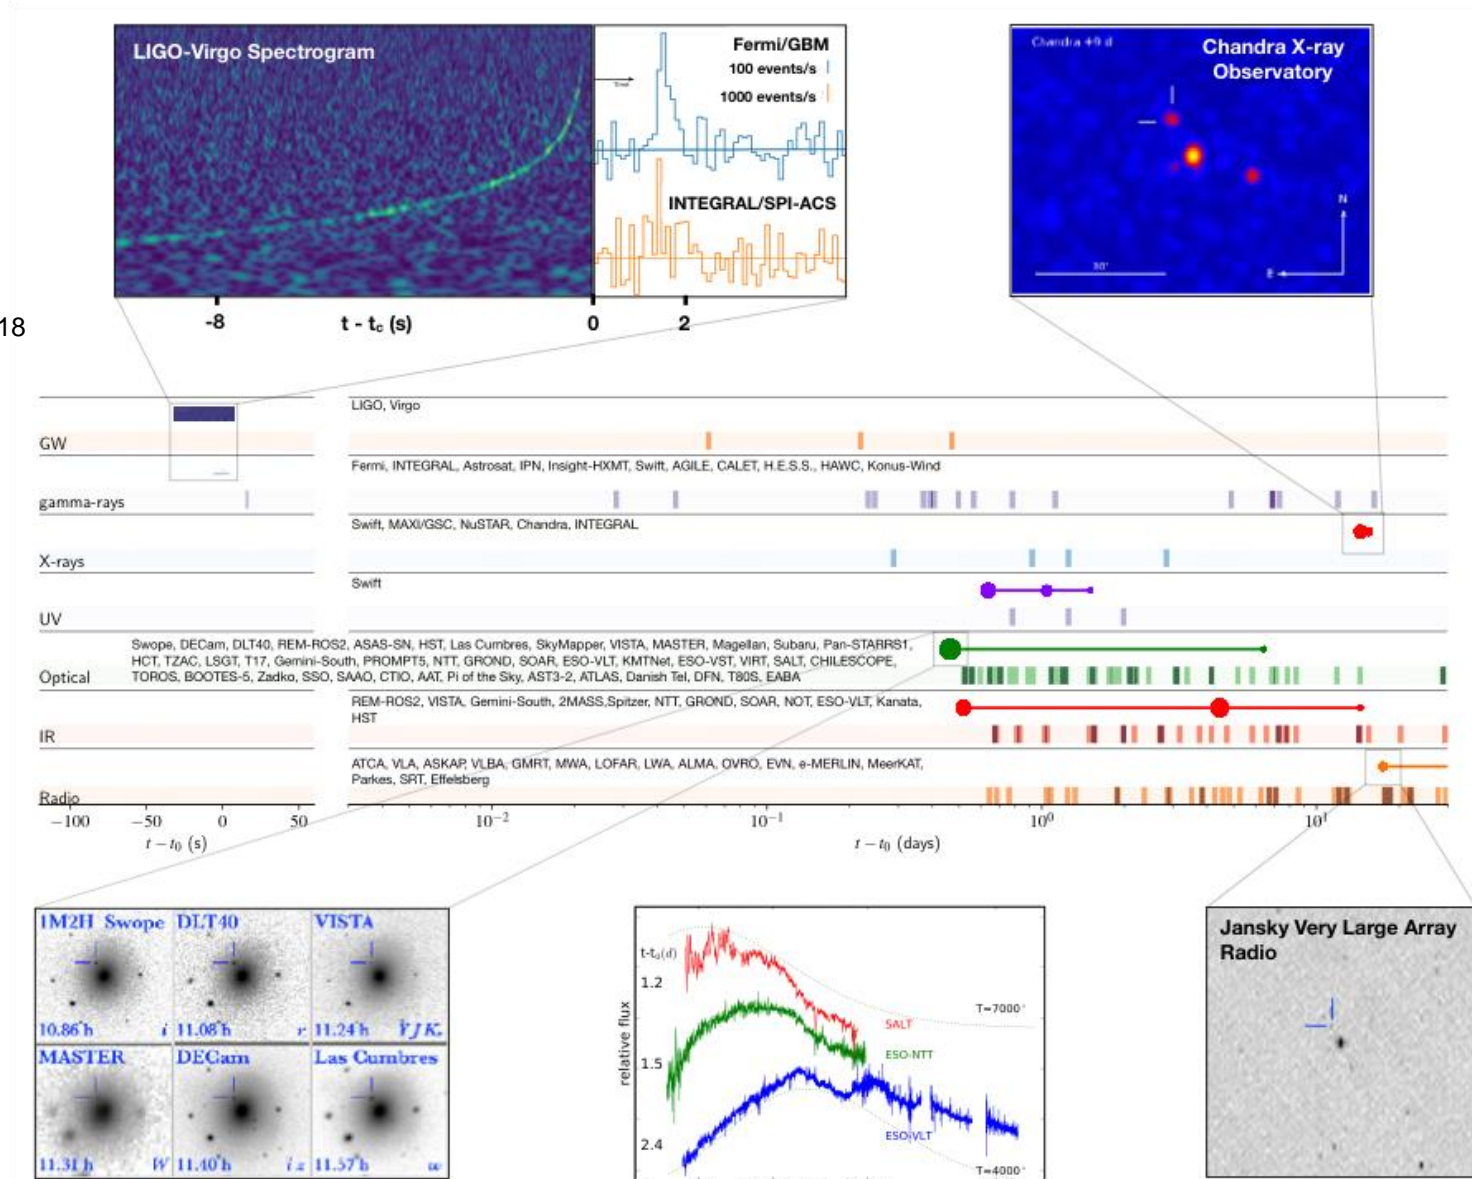 LIGO-Virgo Spectrogram
Fermi/GBM
100 events/s
1000 events/s
INTEGRAL/SPI-ACS
-8
t - tc (s)
0
2
Chandra +9 d
Chandra X-ray
Observatory
N
E
18
LIGO, Virgo
GW
Fermi, INTEGRAL, Astrosat, IPN, Insight-HXMT, Swift, AGILE, CALET, H.E.S.S., HAWC, Konus-Wind
gamma-rays
Swift, MAXI/GSC, NuSTAR, Chandra, INTEGRAL
X-rays
Swift
UV
Swope, DECam, DLT40, REM-ROS2, ASAS-SN, HST, Las Cumbres, SkyMapper, VISTA, MASTER, Magellan, Subaru, Pan-STARRS1,
HCT, TZAC, LSGT, T17, Gemini-South, PROMPT5, NTT, GROND, SOAR, ESO-VLT, KMTNet, ESO-VST, VIRT, SALT, CHILESCOPE,
TOROS, BOOTES-5, Zadko, SSO, SAAO, CTIO, AAT, Pi of the Sky, AST3-2, ATLAS, Danish Tel, DFN, T80S, EABA
Optical
REM-ROS2, VISTA, Gemini-South, 2MASS,Spitzer, NTT, GROND, SOAR, NOT, ESO-VLT, Kanata,
HST
IR
ATCA, VLA, ASKAP, VLBA, GMRT, MWA, LOFAR, LWA, ALMA, OVRO, EVN, e-MERLIN, MeerKAT,
Parkes, SRT, Effelsberg
Radio
−100 −50 0 50
t − t0 (s)
10⁻² 10⁻¹ 10⁰ 10¹
t − t0 (days)
1M2H Swope
10.86 h i
DLT40
11.08 h r
VISTA
11.24 h YJKs
MASTER
11.31 h W
DECam
11.40 h iz
Las Cumbres
11.57 h w
t-t0(d)
1.2
1.5
2.4
relative flux
SALT
ESO-NTT
ESO-VLT
T=7000°
T=4000°
Jansky Very Large Array
Radio